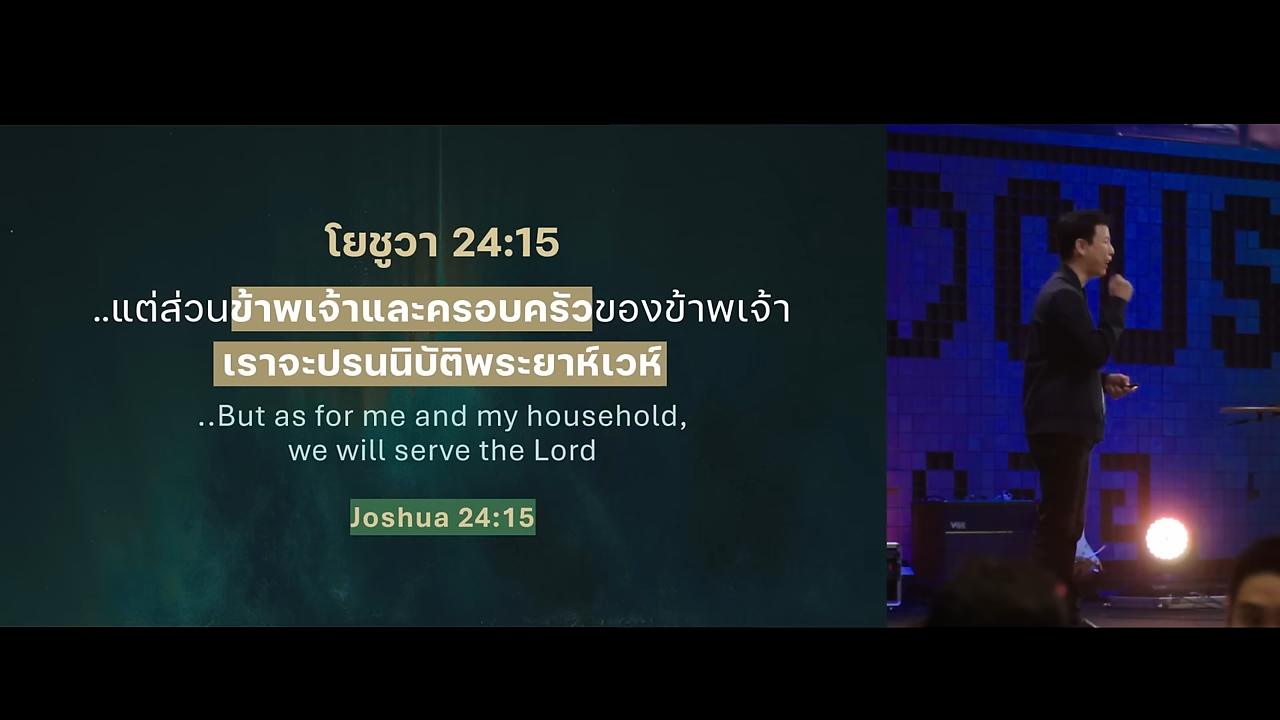 โยชูวา 24:15
..แต่ส่วนข้าพเจ้าและครอบครัวของข้าพเจ้า
เราจะปรนนิบัติพระยาห์เวห์
..But as for me and my household,
we will serve the Lord
Joshua 24:15
VOX